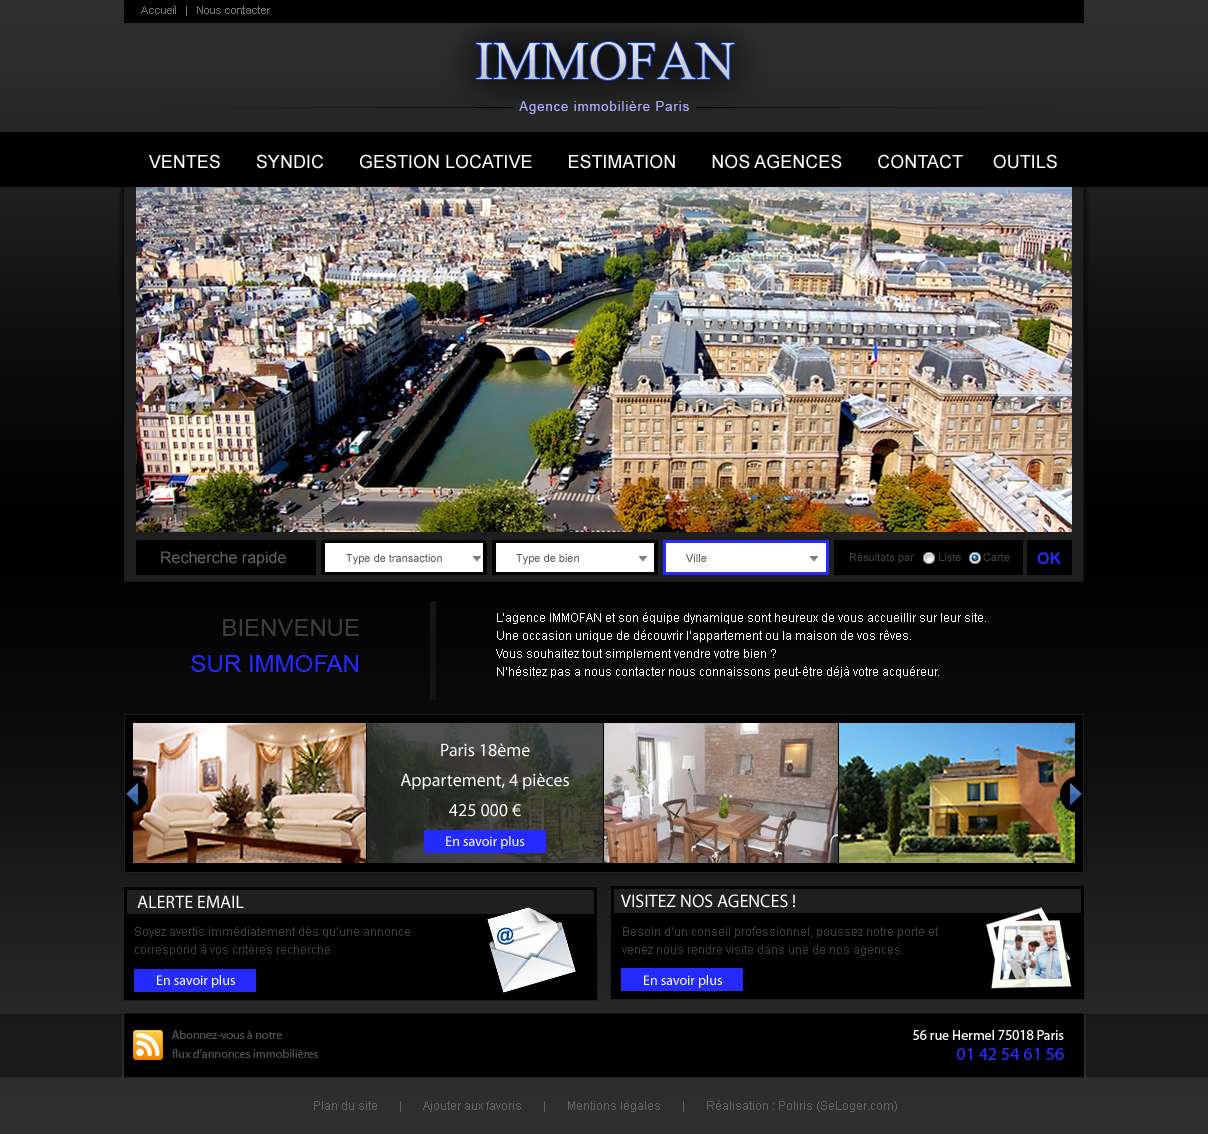 Accueil | Nous contacter
IMMOFAN
Agence immobilière Paris
VENTES SYNDIC GESTION LOCATIVE ESTIMATION NOS AGENCES CONTACT OUTILS
Recherche rapide Type de transaction Type de bien Ville Résultats par Liste Carte OK
BIENVENUE
SUR IMMOFAN
L'agence IMMOFAN et son équipe dynamique sont heureux de vous accueillir sur leur site.
Une occasion unique de découvrir l'appartement ou la maison de vos rêves.
Vous souhaitez tout simplement vendre votre bien ?
N'hésitez pas a nous contacter nous connaissons peut-être déjà votre acquéreur.
Paris 18ème
Appartement, 4 pièces
425 000 €
En savoir plus
ALERTE EMAIL
Soyez avertis immédiatement dès qu'une annonce
correspond à vos critères recherche.
En savoir plus
@
VISITEZ NOS AGENCES !
Besoin d'un conseil professionnel, poussez notre porte et
venez nous rendre visite dans une de nos agences.
En savoir plus
Abonnez-vous à notre
flux d'annonces immobilières
56 rue Hermel 75018 Paris
01 42 54 61 56
Plan du site | Ajouter aux favoris | Mentions légales | Réalisation : Poliris (SeLoger.com)